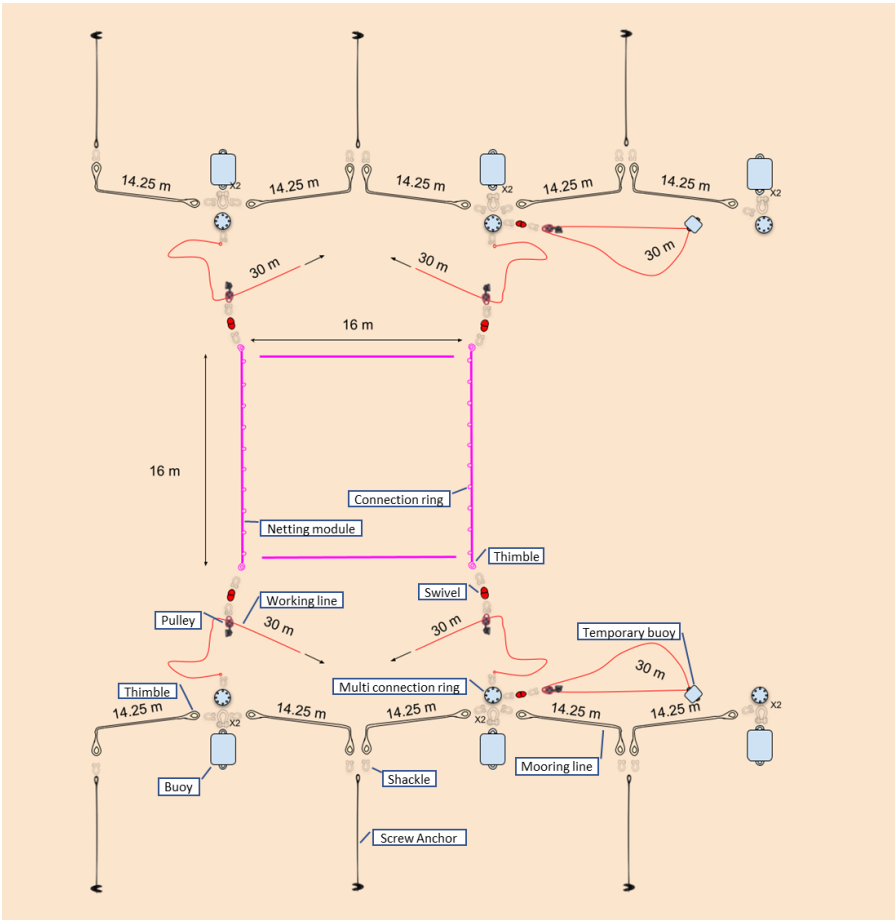 14.25 m
X2
14.25 m
14.25 m
X2
14.25 m
14.25 m
X2
30 m
30 m
30 m
16 m
16 m
Connection ring
Netting module
Thimble
Swivel
Working line
Pulley
30 m
30 m
Temporary buoy
30 m
Multi connection ring
Thimble
14.25 m
X2
14.25 m
14.25 m
X2
14.25 m
14.25 m
X2
Mooring line
Buoy
Shackle
Screw Anchor